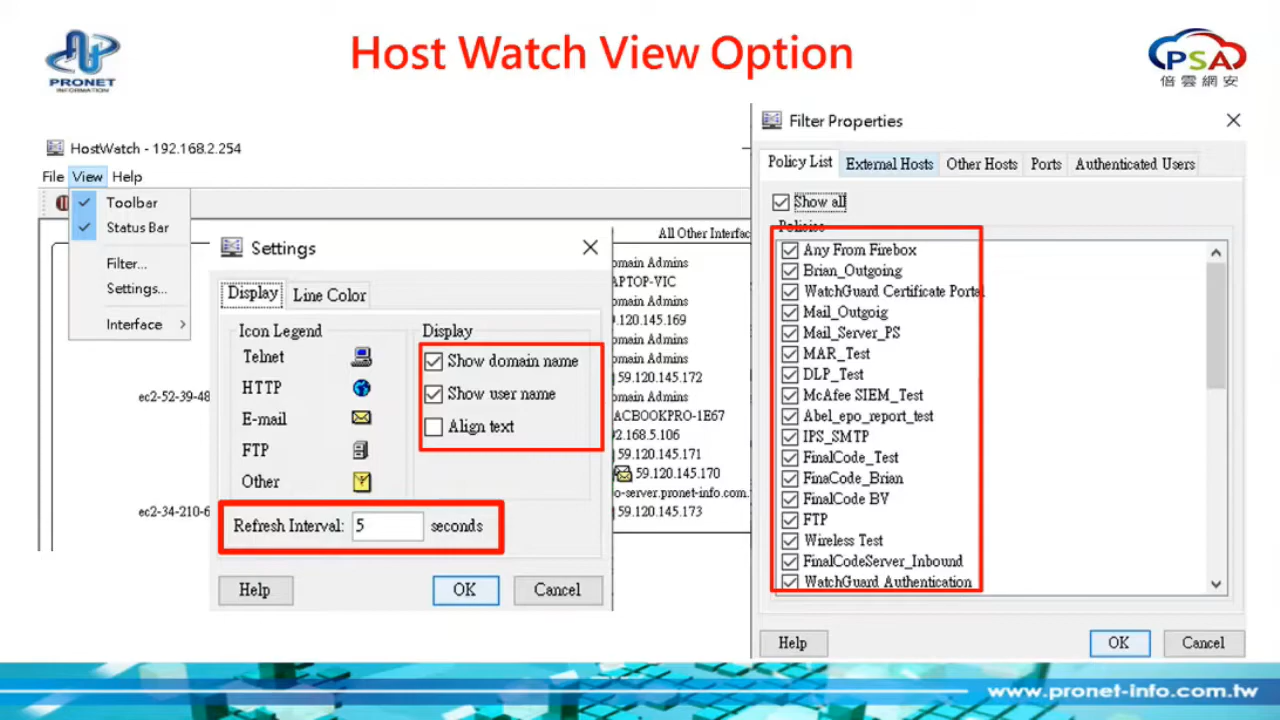 PRONET
INFORMATION
Host Watch View Option
PSA
倍雲網安
HostWatch - 192.168.2.254
File View Help
Toolbar
Status Bar
Filter...
Settings...
Interface
ec2-52-39-48
ec2-34-210-6
All Other Interfac
omain Admins
APTOP-VIC
omain Admins
.120.145.169
omain Admins
omain Admins
59.120.145.172
omain Admins
ACBOOKPRO-1E67
92.168.5.106
59.120.145.171
59.120.145.170
o-server.pronet-info.com.
59.120.145.173
Settings
Display Line Color
Icon Legend
Telnet
HTTP
E-mail
FTP
Other
Display
Show domain name
Show user name
Align text
Refresh Interval: 5 seconds
Help OK Cancel
Filter Properties
Policy List External Hosts Other Hosts Ports Authenticated Users
Show all
Policies
Any From Firebox
Brian_Outgoing
WatchGuard Certificate Portal
Mail_Outgoig
Mail_Server_PS
MAR_Test
DLP_Test
McAfee SIEM_Test
Abel_epo_report_test
IPS_SMTP
FinalCode_Test
FinaCode_Brian
FinalCode BV
FTP
Wireless Test
FinalCodeServer_Inbound
WatchGuard Authentication
Help OK Cancel
www.pronet-info.com.tw